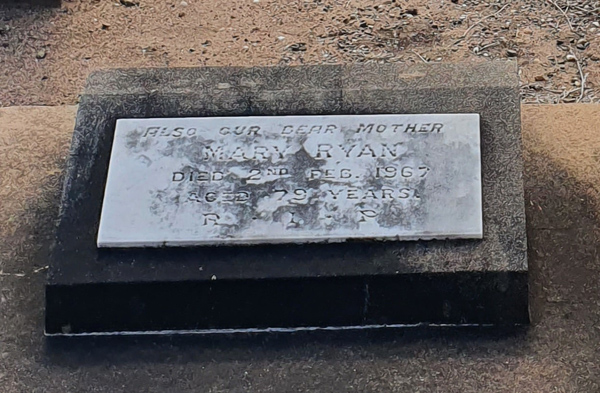 ALSO OUR DEAR MOTHER
MARY RYAN
DIED 2ND FEB. 1967
AGED 79 YEARS.
R · I · P